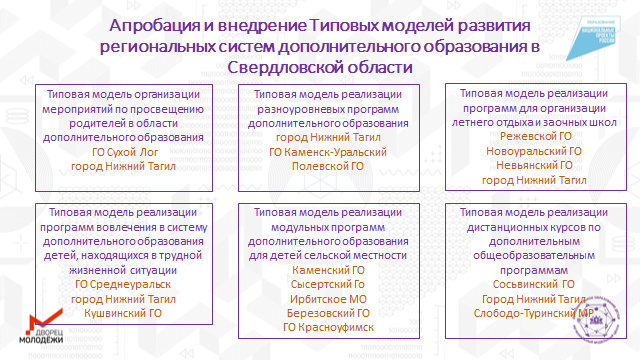 Апробация и внедрение Типовых моделей развития
региональных систем дополнительного образования в
Свердловской области
ОБРАЗОВАНИЕ
НАЦИОНАЛЬНЫЕ
ПРОЕКТЫ
РОССИИ
Типовая модель организации
мероприятий по просвещению
родителей в области
дополнительного образования
ГО Сухой Лог
город Нижний Тагил
Типовая модель реализации
разноуровневых программ
дополнительного образования
город Нижний Тагил
ГО Каменск-Уральский
Полевской ГО
Типовая модель реализации
программ для организации
летнего отдыха и заочных школ
Режевской ГО
Новоуральский ГО
Невьянский ГО
город Нижний Тагил
Типовая модель реализации
программ вовлечения в систему
дополнительного образования
детей, находящихся в трудной
жизненной ситуации
ГО Среднеуральск
город Нижний Тагил
Кушвинский ГО
Типовая модель реализации
модульных программ
дополнительного образования
для детей сельской местности
Каменский ГО
Сысертский Го
Ирбитское МО
Березовский ГО
ГО Красноуфимск
Типовая модель реализации
дистанционных курсов по
дополнительным
общеобразовательным
программам
Сосьвинский ГО
Город Нижний Тагил
Слободо-Туринский МР
ДВОРЕЦ
МОЛОДЁЖИ